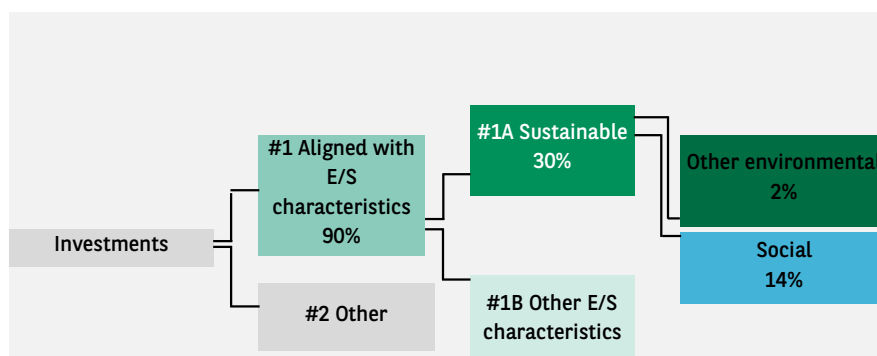 Investments
#1 Aligned with
E/S
characteristics
90%
#2 Other
#1A Sustainable
30%
#1B Other E/S
characteristics
Other environmental
2%
Social
14%